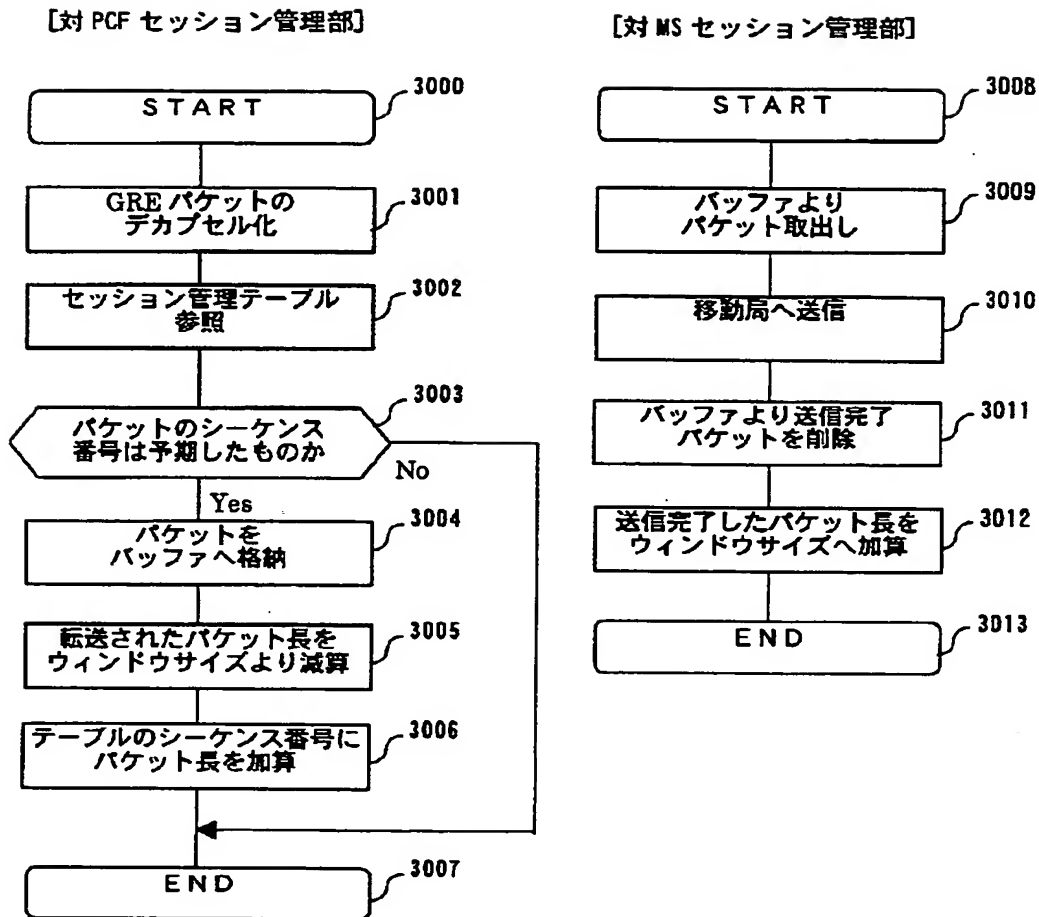 [対PCF セッション管理部]
START
3000
GRE パケットの
デカプセル化
3001
セッション管理テーブル
参照
3002
パケットのシーケンス
番号は予期したものか
3003
No
Yes
パケットを
バッファへ格納
3004
転送されたパケット長を
ウィンドウサイズより減算
3005
テーブルのシーケンス番号に
パケット長を加算
3006
END
3007
[対MS セッション管理部]
START
3008
バッファより
パケット取出し
3009
移動局へ送信
3010
バッファより送信完了
パケットを削除
3011
送信完了したパケット長を
ウィンドウサイズへ加算
3012
END
3013